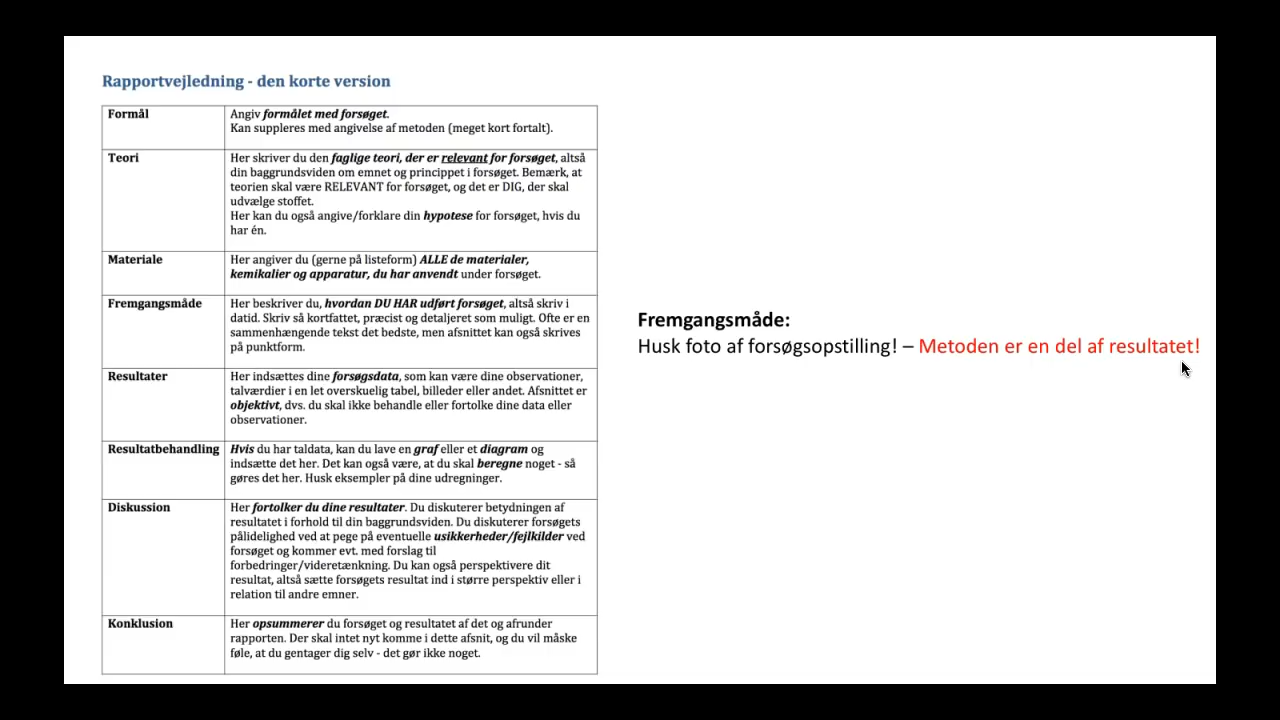 Rapportvejledning - den korte version
Formål
Angiv formålet med forsøget.
Kan suppleres med angivelse af metoden (meget kort fortalt).
Teori
Her skriver du den faglige teori, der er relevant for forsøget, altså
din baggrundsviden om emnet og princippet i forsøget. Bemærk, at
teorien skal være RELEVANT for forsøget, og det er DIG, der skal
udvælge stoffet.
Her kan du også angive/forklare din hypotese for forsøget, hvis du
har én.
Materiale
Her angiver du (gerne på listeform) ALLE de materialer,
kemikalier og apparatur, du har anvendt under forsøget.
Fremgangsmåde
Her beskriver du, hvordan DU HAR udført forsøget, altså skriv i
datid. Skriv så kortfattet, præcist og detaljeret som muligt. Ofte er en
sammenhængende tekst det bedste, men afsnittet kan også skrives
på punktform.
Resultater
Her indsættes dine forsøgsdata, som kan være dine observationer,
talværdier i en let overskuelig tabel, billeder eller andet. Afsnittet er
objektivt, dvs. du skal ikke behandle eller fortolke dine data eller
observationer.
Resultatbehandling
Hvis du har taldata, kan du lave en graf eller et diagram og
indsætte det her. Det kan også være, at du skal beregne noget - så
gøres det her. Husk eksempler på dine udregninger.
Diskussion
Her fortolker du dine resultater. Du diskuterer betydningen af
resultatet i forhold til din baggrundsviden. Du diskuterer forsøgets
pålidelighed ved at pege på eventuelle usikkerheder/fejlkilder ved
forsøget og kommer evt. med forslag til
forbedringer/videretænkning. Du kan også perspektivere dit
resultat, altså sætte forsøgets resultat ind i større perspektiv eller i
relation til andre emner.
Konklusion
Her opsummerer du forsøget og resultatet af det og afrunder
rapporten. Der skal intet nyt komme i dette afsnit, og du vil måske
føle, at du gentager dig selv - det gør ikke noget.
Fremgangsmåde:
Husk foto af forsøgsopstilling! – Metoden er en del af resultatet!